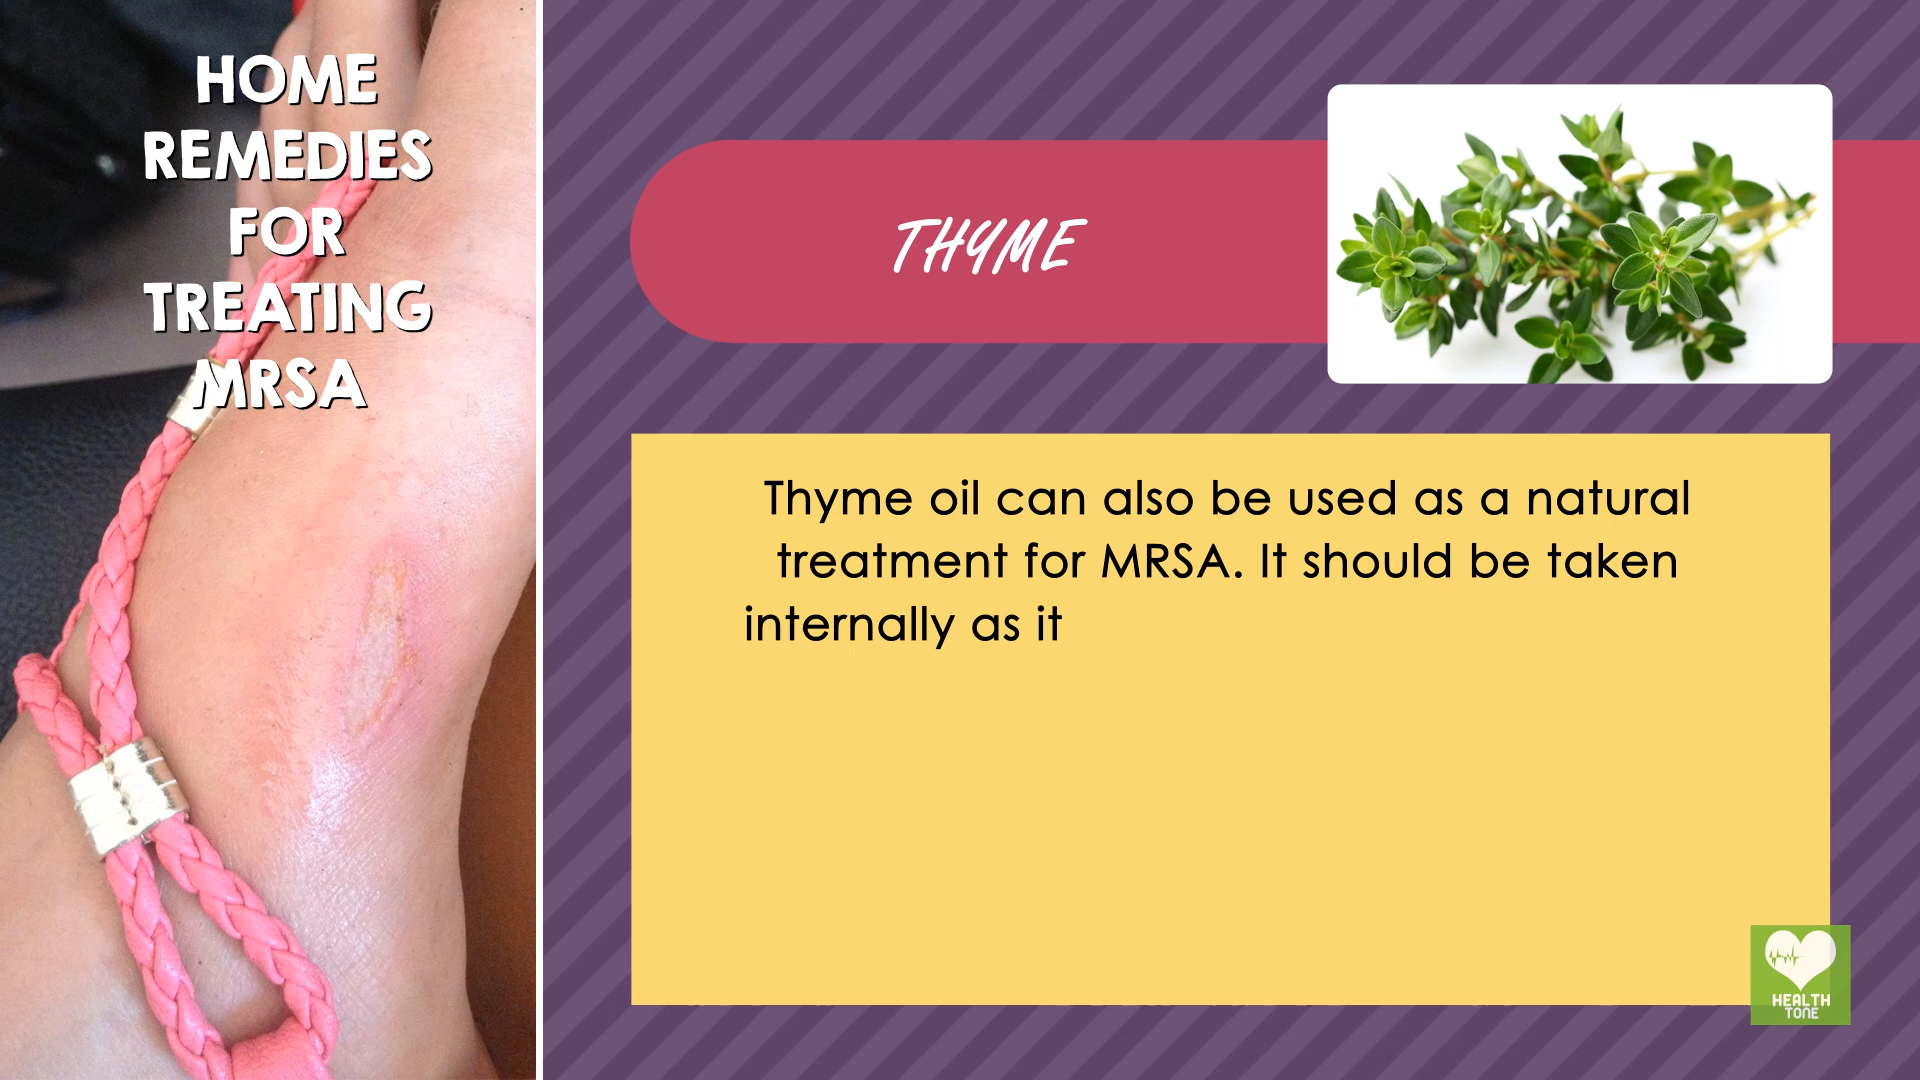 HOME
REMEDIES
FOR
TREATING
MRSA
THYME
Thyme oil can also be used as a natural
treatment for MRSA. It should be taken
internally as it
HEALTH
TONE